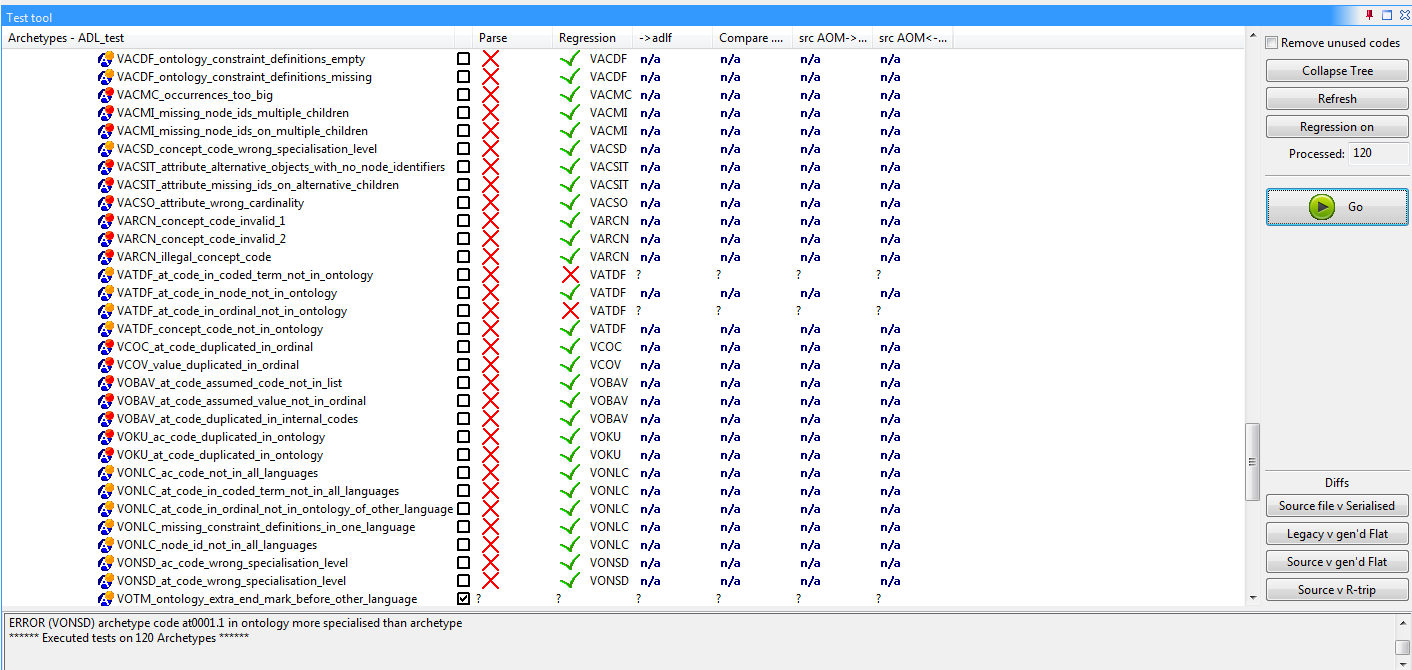 Test tool
Archetypes - ADL_test Parse Regression ->adlf Compare .... src AOM->... src AOM<-...
VACDF_ontology_constraint_definitions_empty VACDF n/a n/a n/a n/a
VACDF_ontology_constraint_definitions_missing VACDF n/a n/a n/a n/a
VACMC_occurrences_too_big VACMC n/a n/a n/a n/a
VACMI_missing_node_ids_multiple_children VACMI n/a n/a n/a n/a
VACMI_missing_node_ids_on_multiple_children VACMI n/a n/a n/a n/a
VACSD_concept_code_wrong_specialisation_level VACSD n/a n/a n/a n/a
VACSIT_attribute_alternative_objects_with_no_node_identifiers VACSIT n/a n/a n/a n/a
VACSIT_attribute_missing_ids_on_alternative_children VACSIT n/a n/a n/a n/a
VACSO_attribute_wrong_cardinality VACSO n/a n/a n/a n/a
VARCN_concept_code_invalid_1 VARCN n/a n/a n/a n/a
VARCN_concept_code_invalid_2 VARCN n/a n/a n/a n/a
VARCN_illegal_concept_code VARCN n/a n/a n/a n/a
VATDF_at_code_in_coded_term_not_in_ontology VATDF ? ? ? ?
VATDF_at_code_in_node_not_in_ontology VATDF n/a n/a n/a n/a
VATDF_at_code_in_ordinal_not_in_ontology VATDF ? ? ? ?
VATDF_concept_code_not_in_ontology VATDF n/a n/a n/a n/a
VCOC_at_code_duplicated_in_ordinal VCOC n/a n/a n/a n/a
VCOV_value_duplicated_in_ordinal VCOV n/a n/a n/a n/a
VOBAV_at_code_assumed_code_not_in_list VOBAV n/a n/a n/a n/a
VOBAV_at_code_assumed_value_not_in_ordinal VOBAV n/a n/a n/a n/a
VOBAV_at_code_duplicated_in_internal_codes VOBAV n/a n/a n/a n/a
VOKU_ac_code_duplicated_in_ontology VOKU n/a n/a n/a n/a
VOKU_at_code_duplicated_in_ontology VOKU n/a n/a n/a n/a
VONLC_ac_code_not_in_all_languages VONLC n/a n/a n/a n/a
VONLC_at_code_in_coded_term_not_in_all_languages VONLC n/a n/a n/a n/a
VONLC_at_code_in_ordinal_not_in_ontology_of_other_language VONLC n/a n/a n/a n/a
VONLC_missing_constraint_definitions_in_one_language VONLC n/a n/a n/a n/a
VONLC_node_id_not_in_all_languages VONLC n/a n/a n/a n/a
VONSD_ac_code_wrong_specialisation_level VONSD n/a n/a n/a n/a
VONSD_at_code_wrong_specialisation_level VONSD n/a n/a n/a n/a
VOTM_ontology_extra_end_mark_before_other_language ? ? ? ? ? ?
Remove unused codes
Collapse Tree
Refresh
Regression on
Processed: 120
Go
Diffs
Source file v Serialised
Legacy v gen'd Flat
Source v gen'd Flat
Source v R-trip
ERROR (VONSD) archetype code at0001.1 in ontology more specialised than archetype
****** Executed tests on 120 Archetypes ******